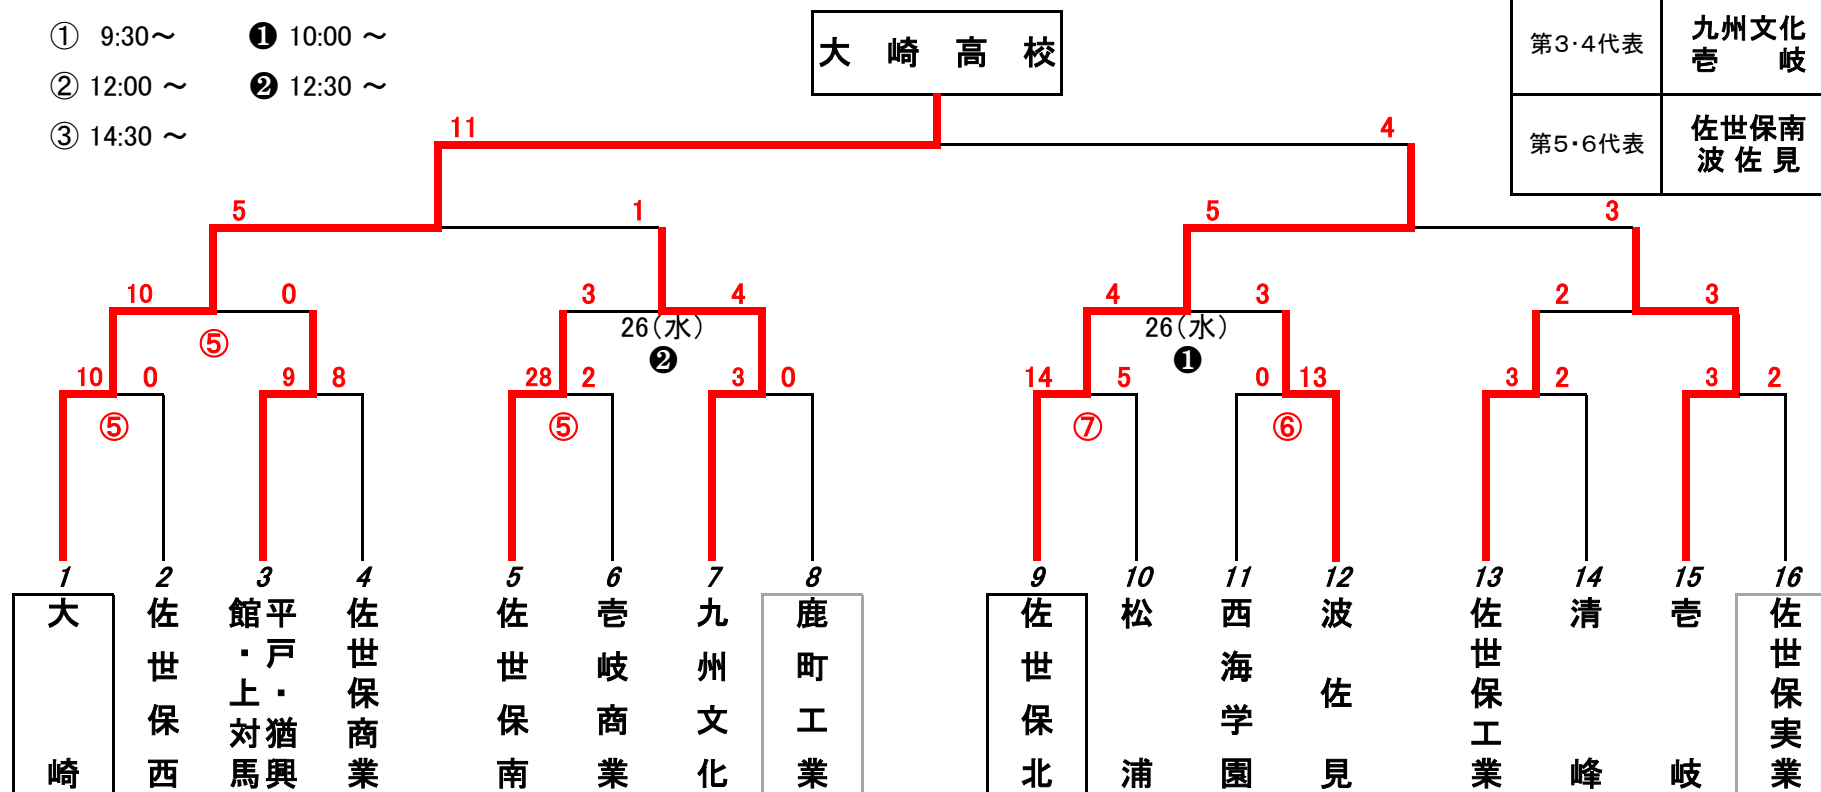 ① 9:30～ ❶ 10:00 ～
② 12:00 ～ ❷ 12:30 ～
③ 14:30 ～
大崎高校
第3・4代表 九州文化
壱岐
第5・6代表 佐世保南
波佐見
11 4
5 1 5 3
10 0 3 4 4 3 2 3
⑤ 26(水) 26(水)
❷ ❶
10 0 9 8 28 2 3 0 14 5 0 13 3 2 3 2
⑤ ⑤ ⑦ ⑥
1 2 3 4 5 6 7 8 9 10 11 12 13 14 15 16
大崎
佐世保西
平戸・猶興
館・上対馬
佐世保商業
佐世保南
壱岐商業
九州文化
鹿町工業
佐世保北
松浦
西海学園
波佐見
佐世保工業
清峰
壱岐
佐世保実業